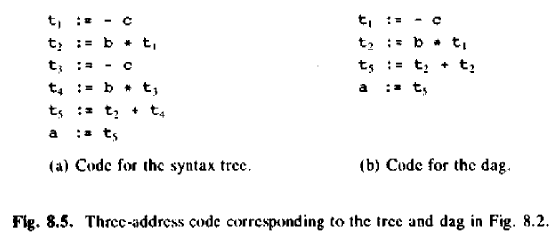 t₁ := - c
t₂ := b * t₁
t₃ := - c
t₄ := b * t₃
t₅ := t₂ + t₄
a := t₅
(a) Code for the syntax tree.
t₁ := - c
t₂ := b * t₁
t₅ := t₂ + t₂
a := t₅
(b) Code for the dag.
Fig. 8.5. Three-address code corresponding to the tree and dag in Fig. 8.2.